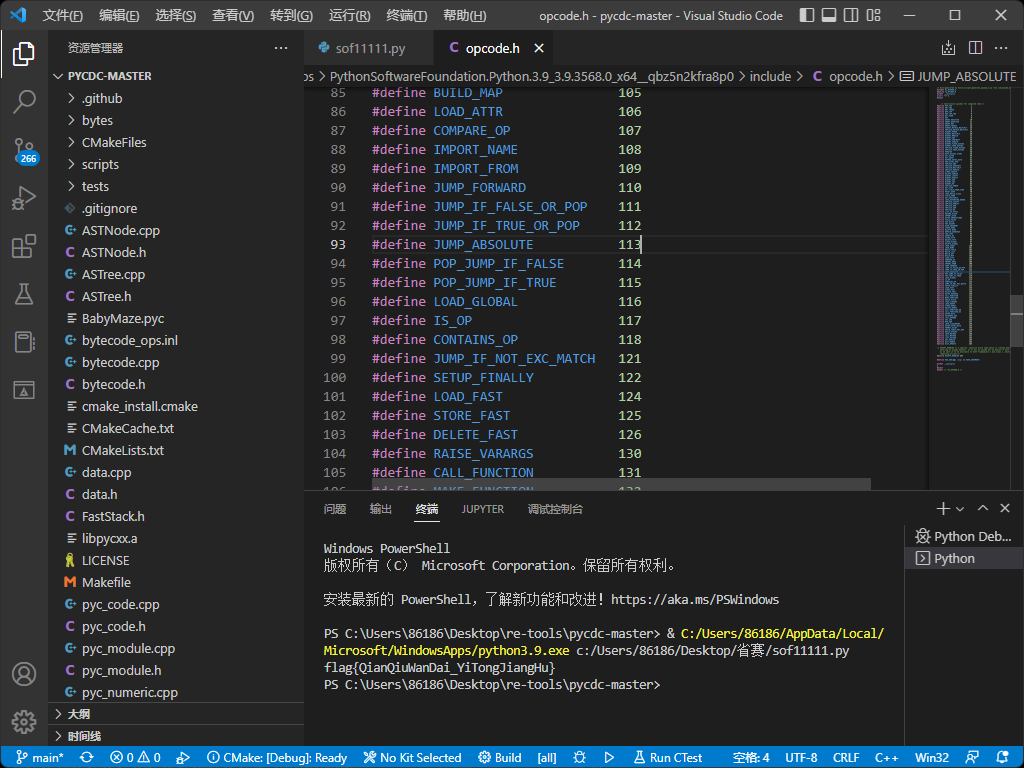 文件(F) 编辑(E) 选择(S) 查看(V) 转到(G) 运行(R) 终端(T) 帮助(H) opcode.h - pycdc-master - Visual Studio Code
资源管理器
PYCDC-MASTER
.github
bytes
CMakeFiles
scripts
tests
.gitignore
ASTNode.cpp
ASTNode.h
ASTree.cpp
ASTree.h
BabyMaze.pyc
bytecode_ops.inl
bytecode.cpp
bytecode.h
cmake_install.cmake
CMakeCache.txt
CMakeLists.txt
data.cpp
data.h
FastStack.h
libpycxx.a
LICENSE
Makefile
pyc_code.cpp
pyc_code.h
pyc_module.cpp
pyc_module.h
pyc_numeric.cpp
大纲
时间线
266
sof11111.py opcode.h
ps > PythonSoftwareFoundation.Python.3.9_3.9.3568.0_x64__qbz5n2kfra8p0 > include > C opcode.h > JUMP_ABSOLUTE
85 #define BUILD_MAP 105
86 #define LOAD_ATTR 106
87 #define COMPARE_OP 107
88 #define IMPORT_NAME 108
89 #define IMPORT_FROM 109
90 #define JUMP_FORWARD 110
91 #define JUMP_IF_FALSE_OR_POP 111
92 #define JUMP_IF_TRUE_OR_POP 112
93 #define JUMP_ABSOLUTE 113
94 #define POP_JUMP_IF_FALSE 114
95 #define POP_JUMP_IF_TRUE 115
96 #define LOAD_GLOBAL 116
97 #define IS_OP 117
98 #define CONTAINS_OP 118
99 #define JUMP_IF_NOT_EXC_MATCH 121
100 #define SETUP_FINALLY 122
101 #define LOAD_FAST 124
102 #define STORE_FAST 125
103 #define DELETE_FAST 126
104 #define RAISE_VARARGS 130
105 #define CALL_FUNCTION 131
106 #define MAKE_FUNCTION 132
问题 输出 终端 JUPYTER 调试控制台
Python Deb...
Python
Windows PowerShell
版权所有（C） Microsoft Corporation。保留所有权利。
安装最新的 PowerShell，了解新功能和改进！https://aka.ms/PSWindows
PS C:\Users\86186\Desktop\re-tools\pycdc-master> & C:/Users/86186/AppData/Local/
Microsoft/WindowsApps/python3.9.exe c:/Users/86186/Desktop/省赛/sof11111.py
flag{QianQiuWanDai_YiTongJiangHu}
PS C:\Users\86186\Desktop\re-tools\pycdc-master>
main* 0 0 CMake: [Debug]: Ready No Kit Selected Build [all] Run CTest 空格: 4 UTF-8 CRLF C++ Win32